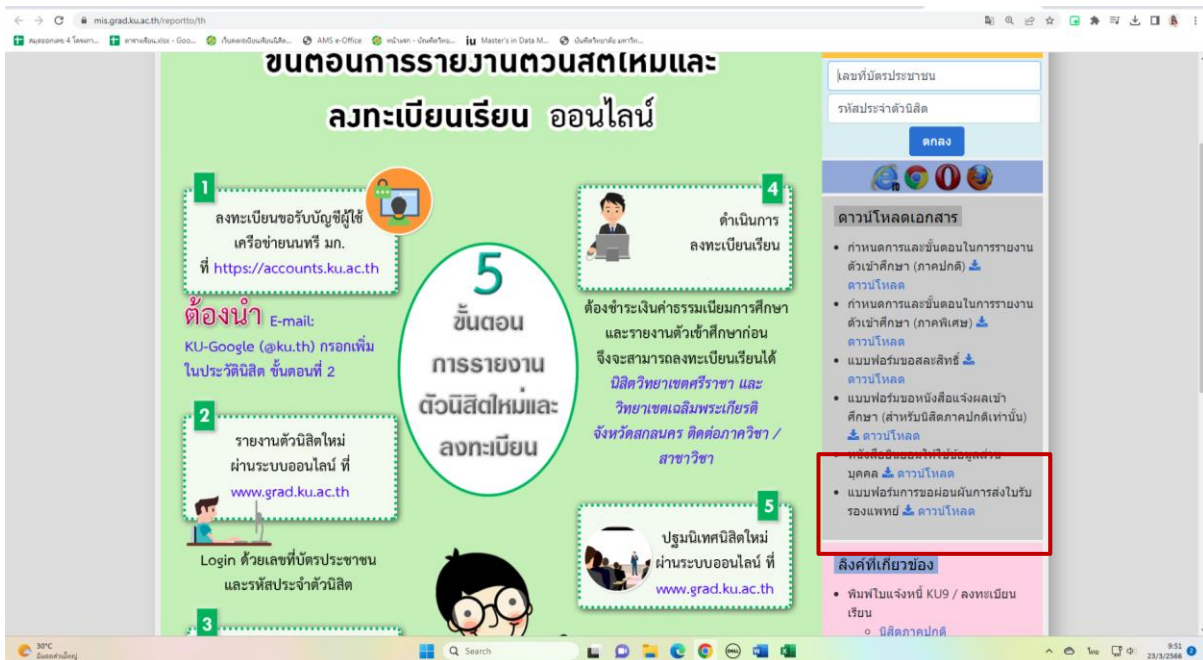 mis.grad.ku.ac.th/reportto/th
AMS e-Office
Master's in Data M...
ขั้นตอนการรายงานตัวนิสิตใหม่และ
ลงทะเบียนเรียน ออนไลน์
1
ลงทะเบียนขอรับบัญชีผู้ใช้
เครือข่ายนนทรี มก.
ที่ https://accounts.ku.ac.th
ต้องนำ E-mail:
KU-Google (@ku.th) กรอกเพิ่ม
ในประวัตินิสิต ขั้นตอนที่ 2
2
รายงานตัวนิสิตใหม่
ผ่านระบบออนไลน์ ที่
www.grad.ku.ac.th
Login ด้วยเลขที่บัตรประชาชน
และรหัสประจำตัวนิสิต
3
5
ขั้นตอน
การรายงาน
ตัวนิสิตใหม่และ
ลงทะเบียน
4
ดำเนินการ
ลงทะเบียนเรียน
ต้องชำระเงินค่าธรรมเนียมการศึกษา
และรายงานตัวเข้าศึกษาก่อน
จึงจะสามารถลงทะเบียนเรียนได้
นิสิตวิทยาเขตศรีราชา และ
วิทยาเขตเฉลิมพระเกียรติ
จังหวัดสกลนคร ติดต่อภาควิชา /
สาขาวิชา
5
ปฐมนิเทศนิสิตใหม่
ผ่านระบบออนไลน์ ที่
www.grad.ku.ac.th
เลขที่บัตรประชาชน
รหัสประจำตัวนิสิต
ตกลง
ดาวน์โหลดเอกสาร
กำหนดการและขั้นตอนในการรายงาน
ตัวเข้าศึกษา (ภาคปกติ)
ดาวน์โหลด
กำหนดการและขั้นตอนในการรายงาน
ตัวเข้าศึกษา (ภาคพิเศษ)
ดาวน์โหลด
แบบฟอร์มขอสละสิทธิ์
ดาวน์โหลด
แบบฟอร์มขอหนังสือแจ้งผลเข้า
ศึกษา (สำหรับนิสิตภาคปกติเท่านั้น)
ดาวน์โหลด
หนังสือยินยอมให้ใช้ข้อมูลส่วน
บุคคล ดาวน์โหลด
แบบฟอร์มการขอผ่อนผันการส่งใบรับ
รองแพทย์ ดาวน์โหลด
ลิงค์ที่เกี่ยวข้อง
พิมพ์ใบแจ้งหนี้ KU9 / ลงทะเบียน
เรียน
นิสิตภาคปกติ
30°C
Search
ไทย
9:51
23/3/2566